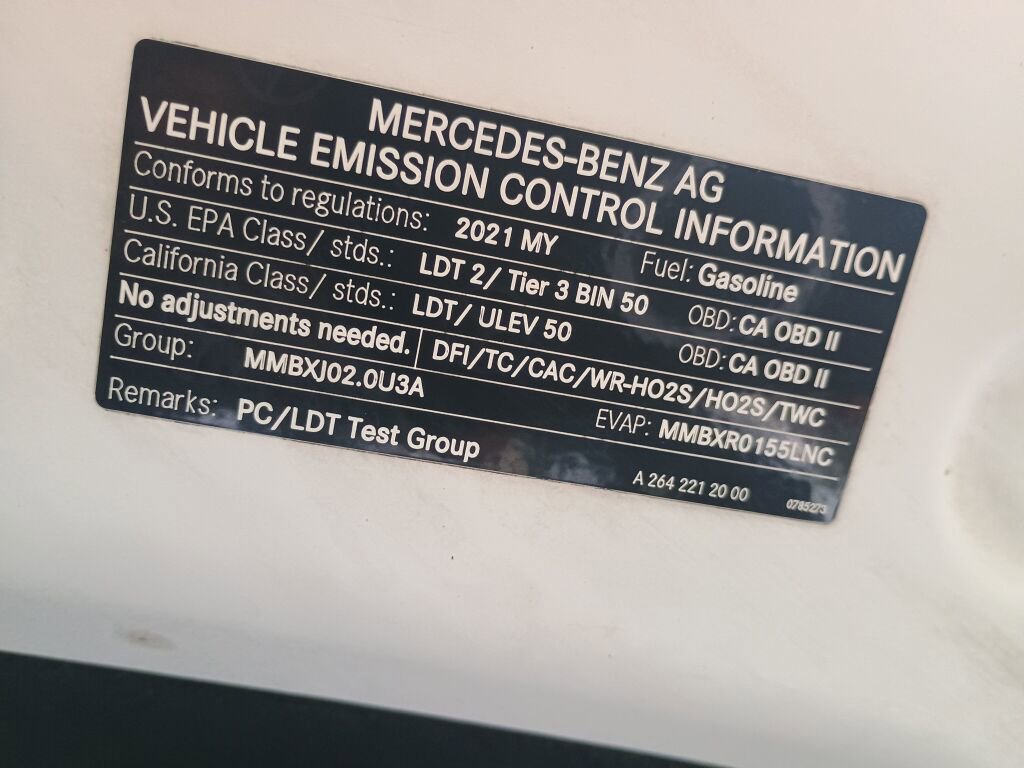 MERCEDES-BENZ AG
VEHICLE EMISSION CONTROL INFORMATION
Conforms to regulations: 2021 MY Fuel: Gasoline
U.S. EPA Class/ stds.: LDT 2/ Tier 3 BIN 50 OBD: CA OBD II
California Class/ stds.: LDT/ ULEV 50 OBD: CA OBD II
No adjustments needed. DFI/TC/CAC/WR-HO2S/HO2S/TWC
Group: MMBXJ02.0U3A EVAP: MMBXR0155LNC
Remarks: PC/LDT Test Group
A 264 221 20 00 0785273